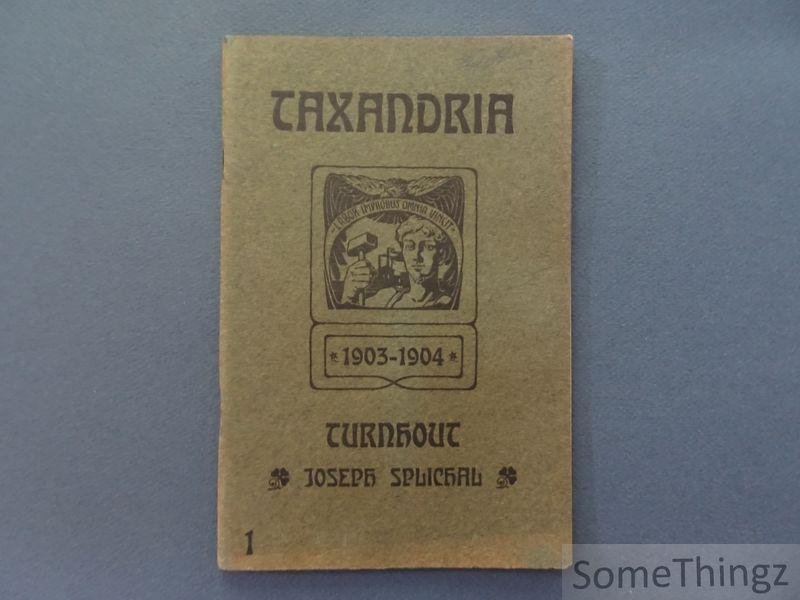 TAXANDRIA
LABOR IMPROBUS OMNIA VINCIT
* 1903-1904 *
TURNHOUT
JOSEPH SPLICHAL
1
SomeThingz